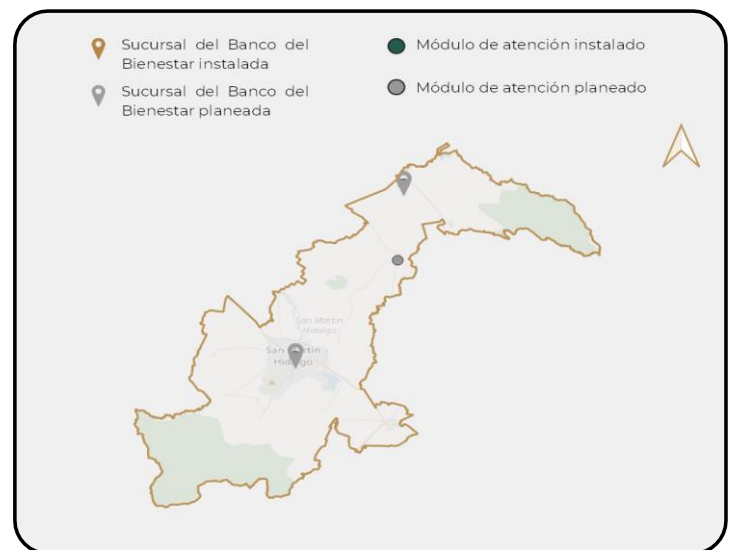 Sucursal del Banco del
Bienestar instalada
Sucursal del Banco del
Bienestar planeada
Módulo de atención instalado
Módulo de atención planeado
San Martín
Hidalgo
San Martín
Hidalgo